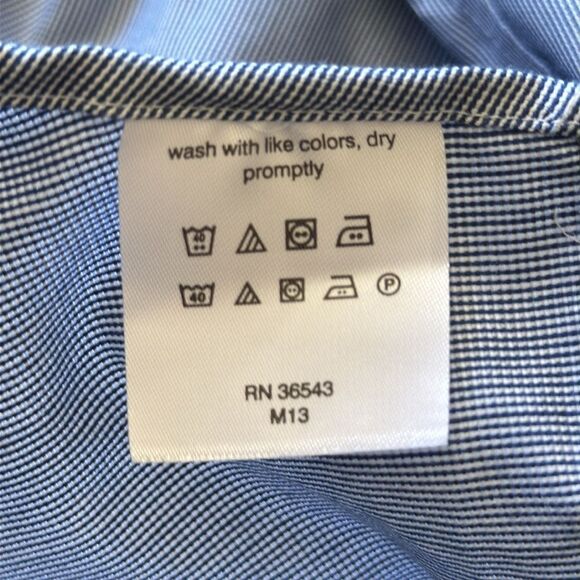 wash with like colors, dry
promptly
40
40 P
RN 36543
M13